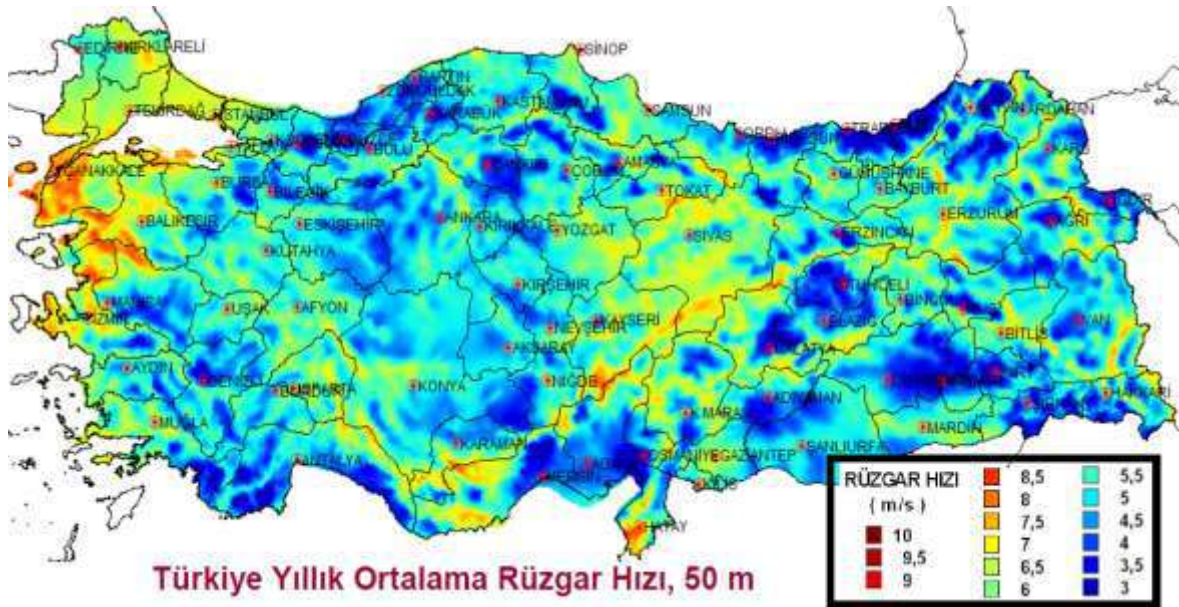 SİNOP
EDİRNE KIRKLARELİ
BARTIN
KASTAMONU
TEKİRDAĞ İSTANBUL KARABÜK SAMSUN ARDAHAN
BOLU
KARS
ÇANAKKALE ÇORUM AMASYA GÜMÜŞHANE
BURSA BİLECİK TOKAT BAYBURT
BALIKESİR ESKİŞEHİR ANKARA KIRIKKALE YOZGAT SİVAS ERZİNCAN ERZURUM AĞRI
KÜTAHYA
MANİSA UŞAK AFYON KIRŞEHİR TUNCELİ BİNGÖL
İZMİR NEVŞEHİR KAYSERİ ELAZIĞ BİTLİS VAN
AKSARAY MALATYA
AYDIN DENİZLİ BURDUR ISPARTA KONYA NİĞDE ADIYAMAN HAKKARİ
MUĞLA K.MARAŞ MARDİN
ANTALYA KARAMAN MERSİN OSMANİYE GAZİANTEP ŞANLIURFA
KİLİS
HATAY
RÜZGAR HIZI
( m/s )
10
9,5
9
8,5
8
7,5
7
6,5
6
5,5
5
4,5
4
3,5
3
Türkiye Yıllık Ortalama Rüzgar Hızı, 50 m